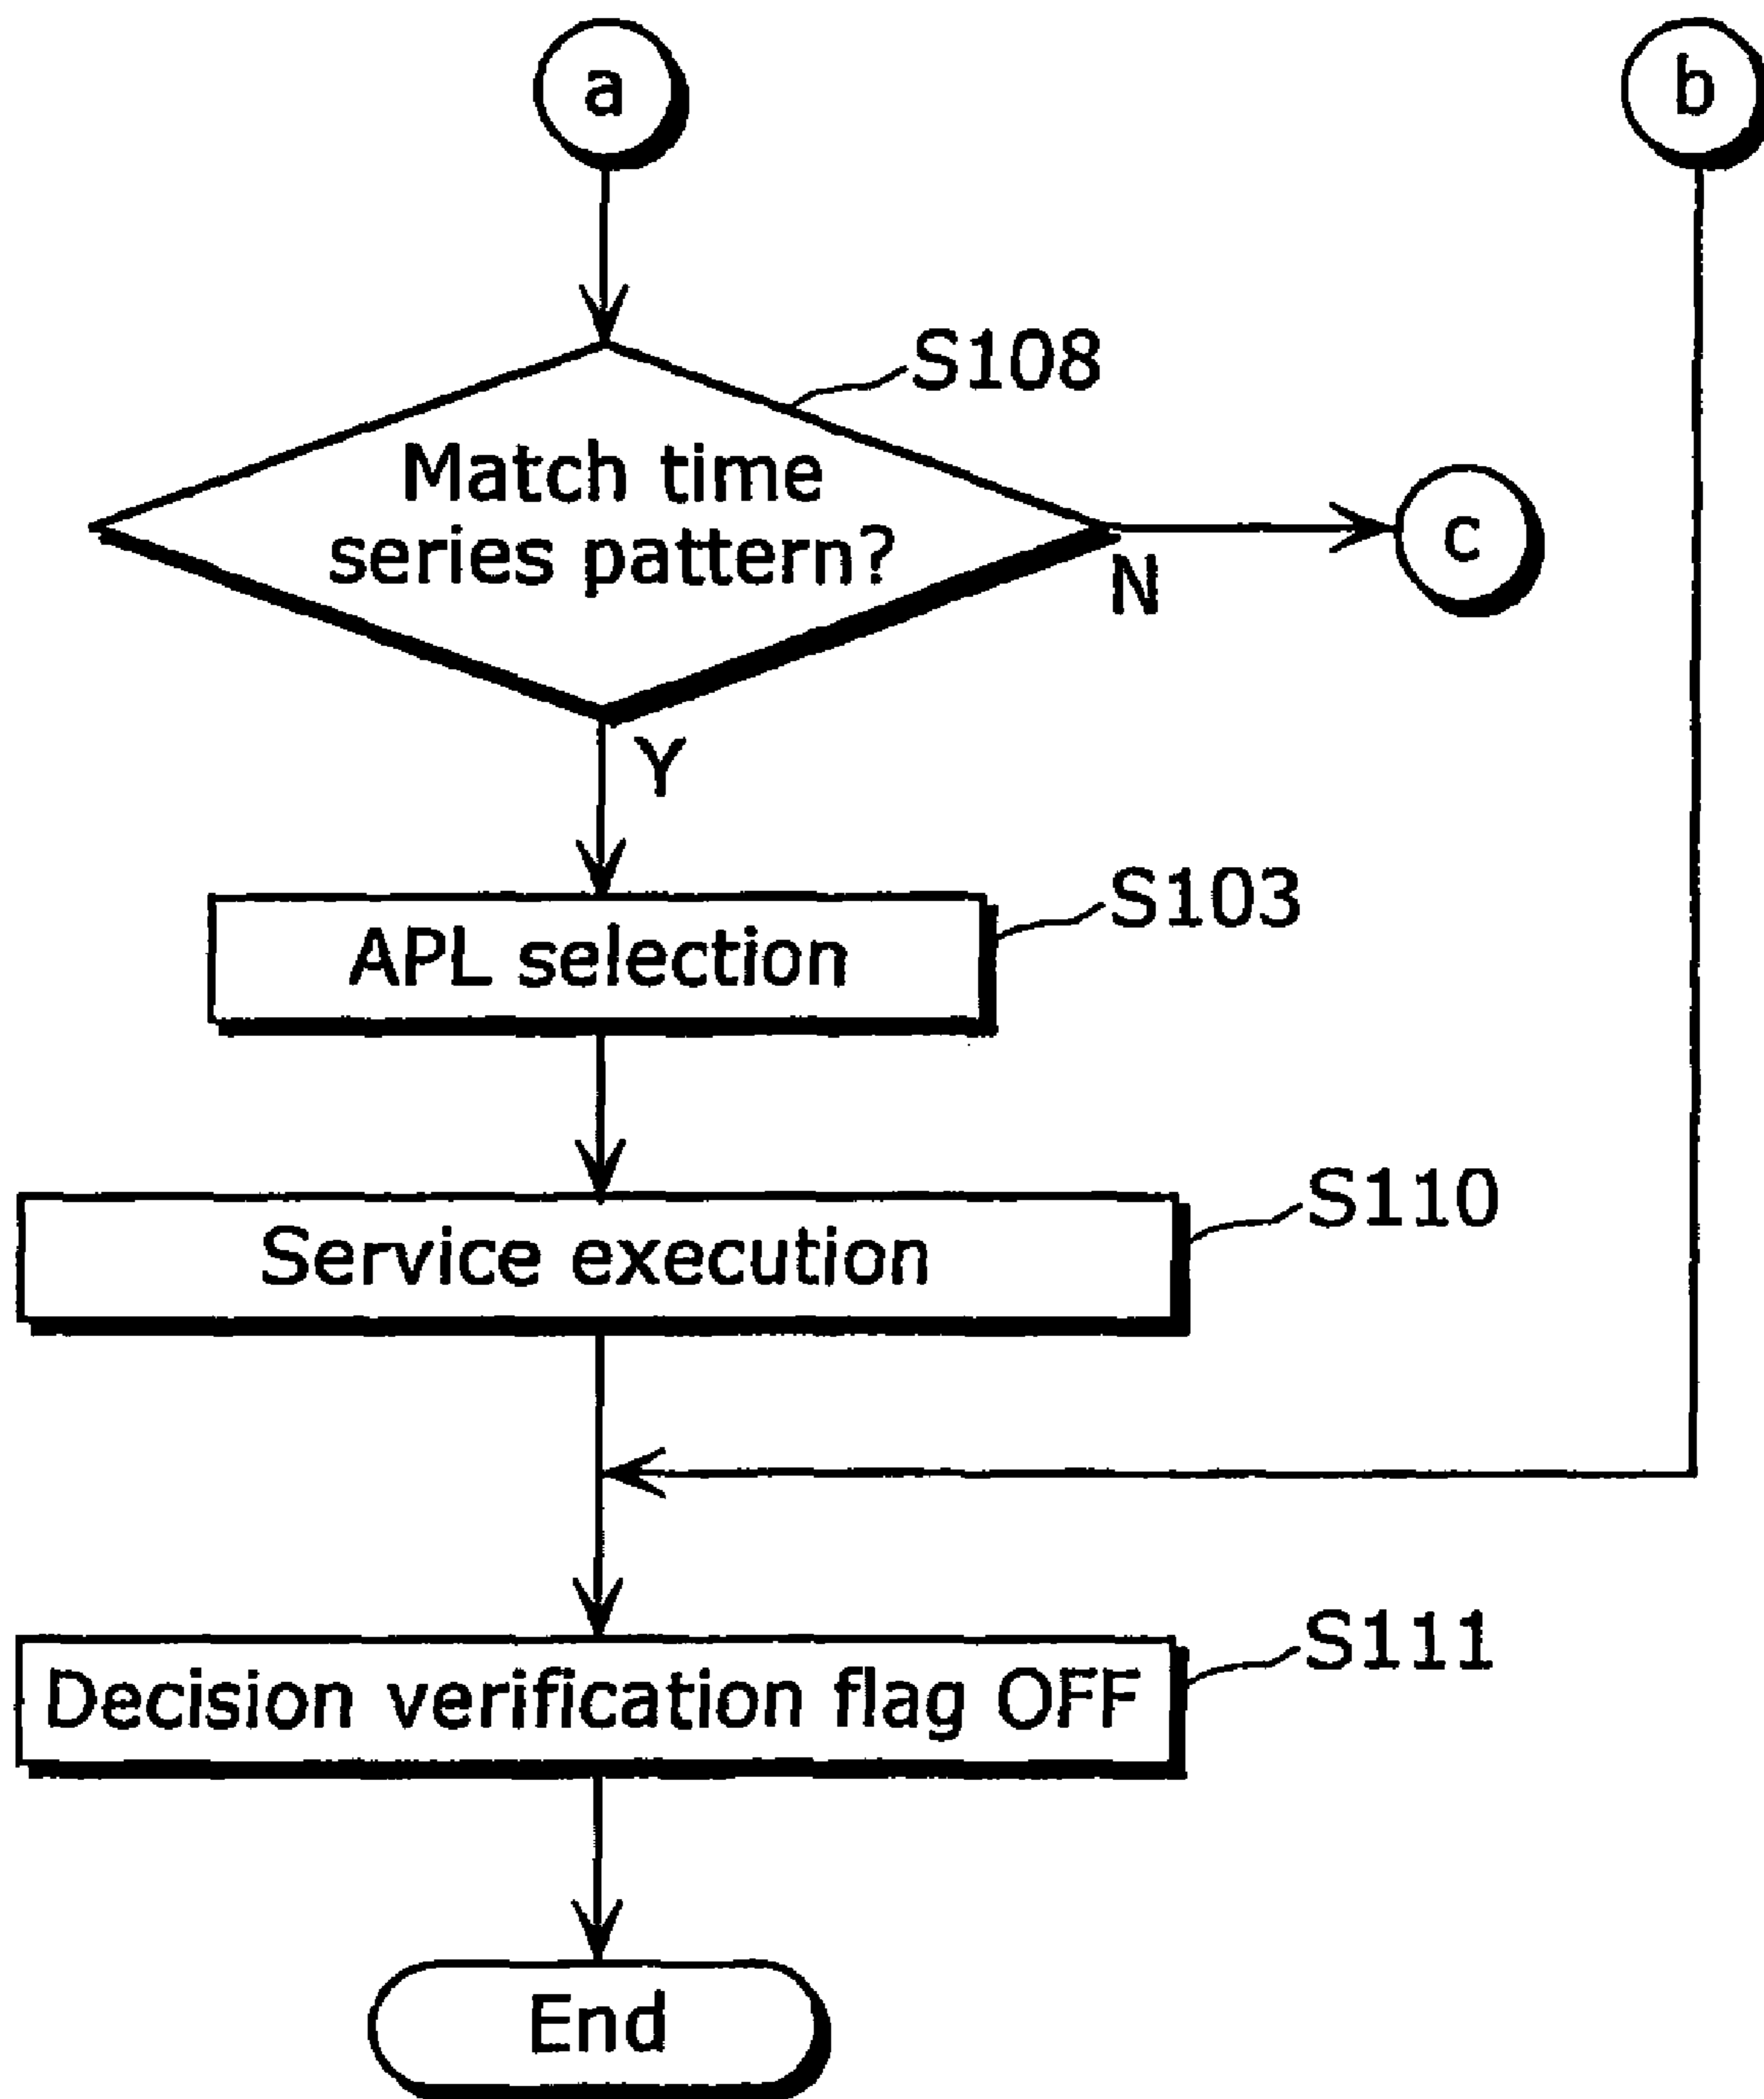 a
b
S108
Match time
series pattern?
c
N
Y
S103
APL selection
S110
Service execution
S111
Decision verification flag OFF
End